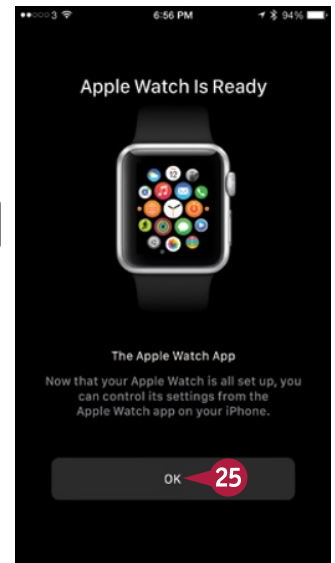 3 6:56 PM 94%
Apple Watch Is Ready
The Apple Watch App
Now that your Apple Watch is all set up, you
can control its settings from the
Apple Watch app on your iPhone.
OK 25